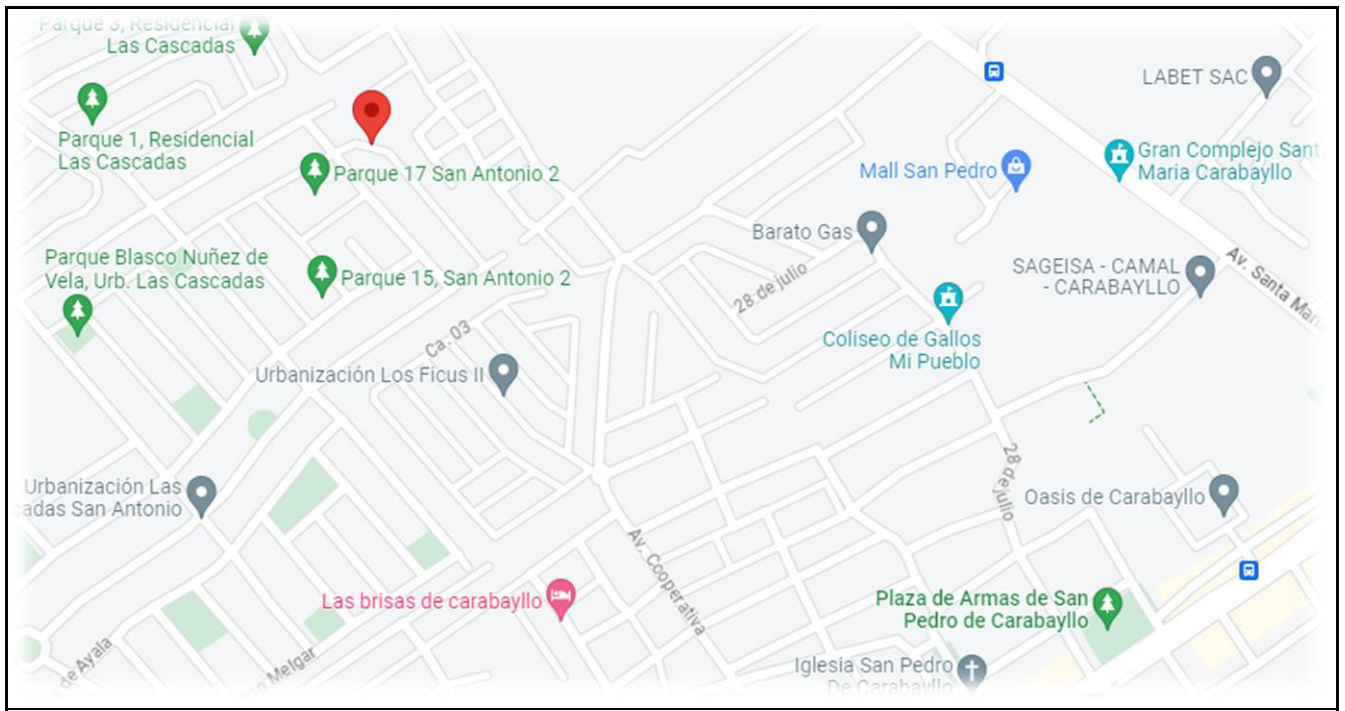 Parque 3, Residencial
Las Cascadas
LABET SAC
Parque 1, Residencial
Las Cascadas
Parque 17 San Antonio 2
Mall San Pedro
Gran Complejo Sant
Maria Carabayllo
Barato Gas
Parque Blasco Nuñez de
Vela, Urb. Las Cascadas
Parque 15, San Antonio 2
28 de julio
SAGEISA - CAMAL
- CARABAYLLO
Av. Santa Marí
Ca. 03
Coliseo de Gallos
Mi Pueblo
Urbanización Los Ficus II
28 de julio
Urbanización Las
adas San Antonio
Oasis de Carabayllo
Av. Cooperativa
Las brisas de carabayllo
Plaza de Armas de San
Pedro de Carabayllo
de Ayala
o Melgar
Iglesia San Pedro
De Carabayllo